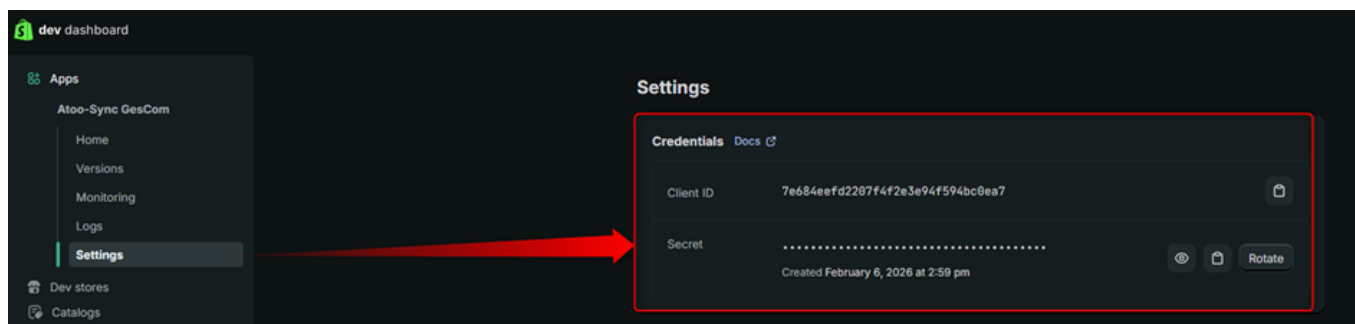 dev dashboard
Apps
Atoo-Sync GesCom
Home
Versions
Monitoring
Logs
Settings
Dev stores
Catalogs
Settings
Credentials Docs
Client ID 7e684eefd2207f4f2e3e94f594bc0ea7
Secret ••••••••••••••••••••••••••••••••••••••
Created February 6, 2026 at 2:59 pm
Rotate